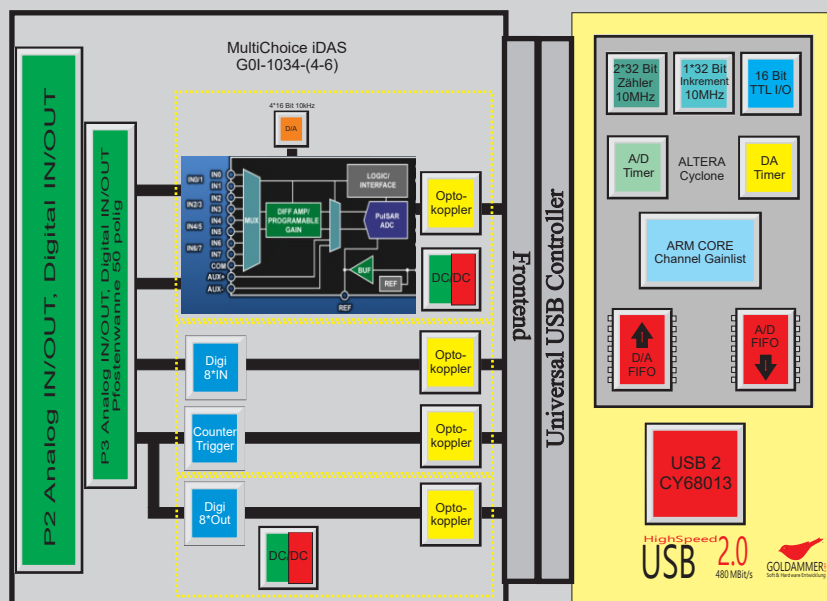 MultiChoice iDAS
G0I-1034-(4-6)
P2 Analog IN/OUT, Digital IN/OUT
P3 Analog IN/OUT, Digital IN/OUT
Pfostenwanne 50 polig
4*16 Bit 10kHz
D/A
IN0/1
IN2/3
IN4/5
IN6/7
IN0
IN1
IN2
IN3
IN4
IN5
IN6
IN7
COM
AUX+
AUX-
MUX
DIFF AMP/
PROGRAMABLE
GAIN
LOGIC/
INTERFACE
PulSAR
ADC
BUF
REF
REF
Opto-
koppler
DC/DC
Digi
8*IN
Opto-
koppler
Counter
Trigger
Opto-
koppler
Digi
8*Out
Opto-
koppler
DC/DC
Frontend
Universal USB Controller
2*32 Bit
Zähler
10MHz
1*32 Bit
Inkrement
10MHz
16 Bit
TTL I/O
A/D
Timer
ALTERA
Cyclone
DA
Timer
ARM CORE
Channel Gainlist
D/A
FIFO
A/D
FIFO
USB 2
CY68013
HighSpeed
USB 2.0
480 MBit/s
GOLDAMMER
Soft & Hardware Entwicklung